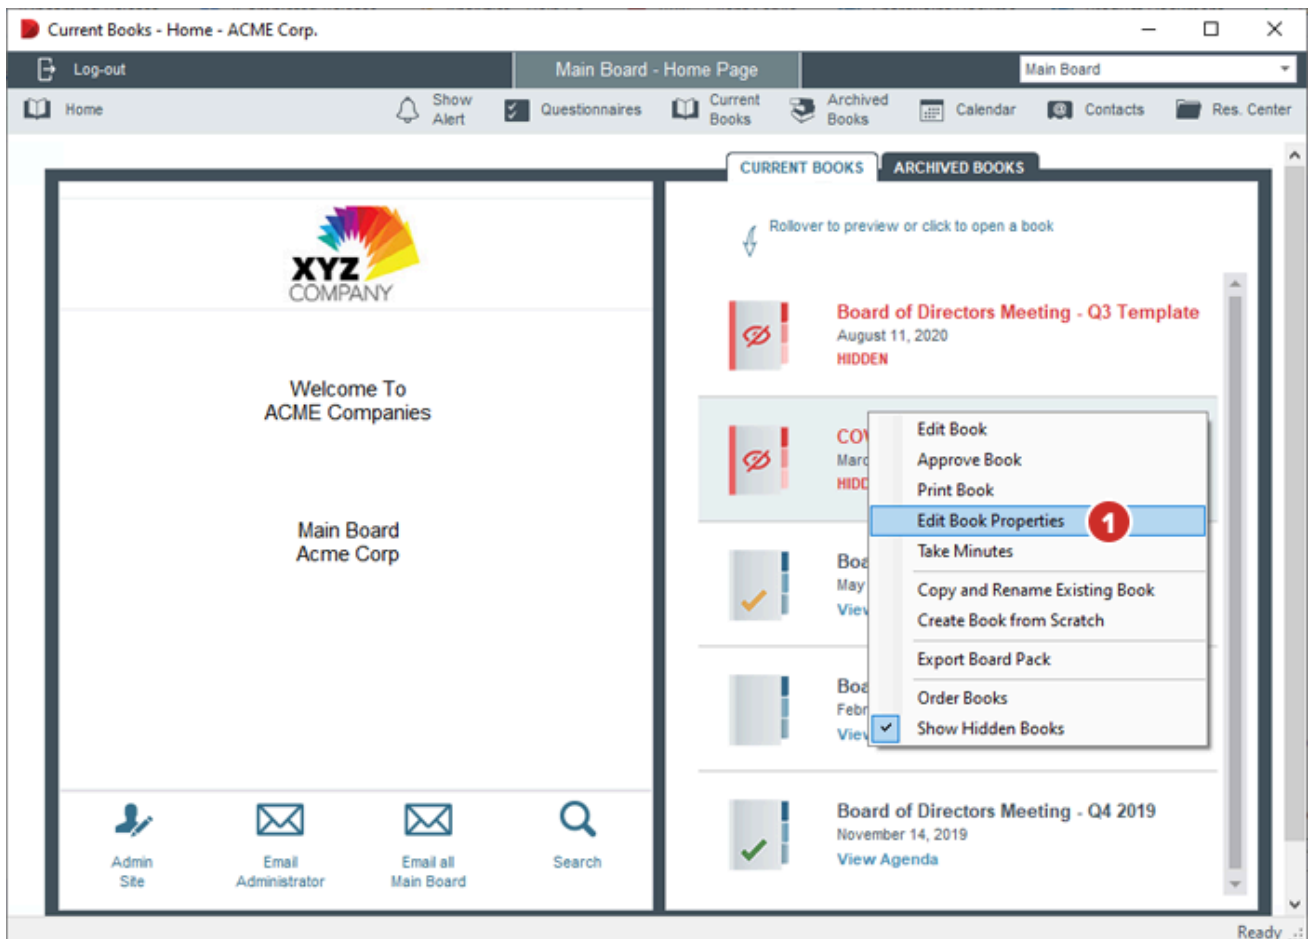 Current Books - Home - ACME Corp.
Log-out
Main Board - Home Page
Main Board
Home
Show
Alert
Questionnaires
Current
Books
Archived
Books
Calendar
Contacts
Res. Center
CURRENT BOOKS
ARCHIVED BOOKS
XYZ
COMPANY
Welcome To
ACME Companies
Main Board
Acme Corp
Rollover to preview or click to open a book
Board of Directors Meeting - Q3 Template
August 11, 2020
HIDDEN
Edit Book
Approve Book
Print Book
Edit Book Properties
1
Take Minutes
Copy and Rename Existing Book
Create Book from Scratch
Export Board Pack
Order Books
Show Hidden Books
Board of Directors Meeting - Q4 2019
November 14, 2019
View Agenda
Admin
Site
Email
Administrator
Email all
Main Board
Search
Ready